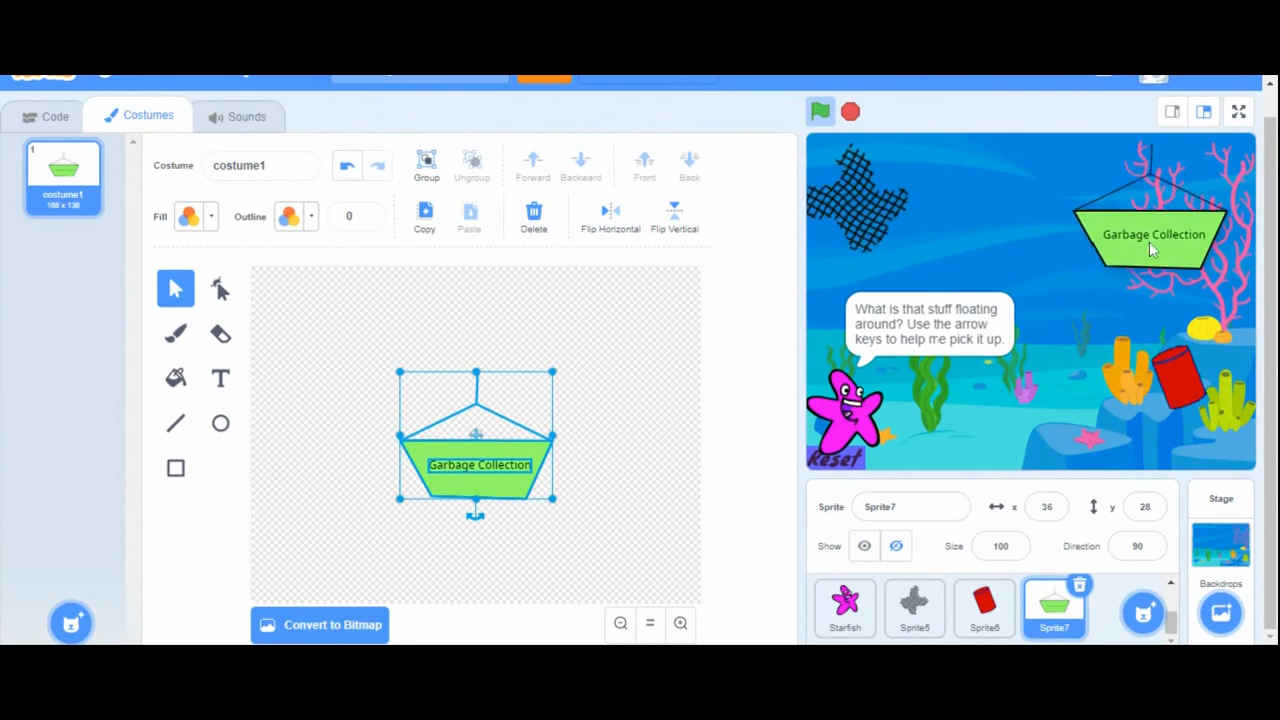 Code
Costumes
Sounds
1
costume1
166 x 130
Costume
costume1
Group
Ungroup
Forward
Backward
Front
Back
Fill
Outline
0
Copy
Paste
Delete
Flip Horizontal
Flip Vertical
Garbage Collection
Convert to Bitmap
Garbage Collection
What is that stuff floating
around? Use the arrow
keys to help me pick it up.
Reset
Sprite
Sprite7
x
36
y
28
Show
Size
100
Direction
90
Starfish
Sprite5
Sprite6
Sprite7
Stage
Backdrops